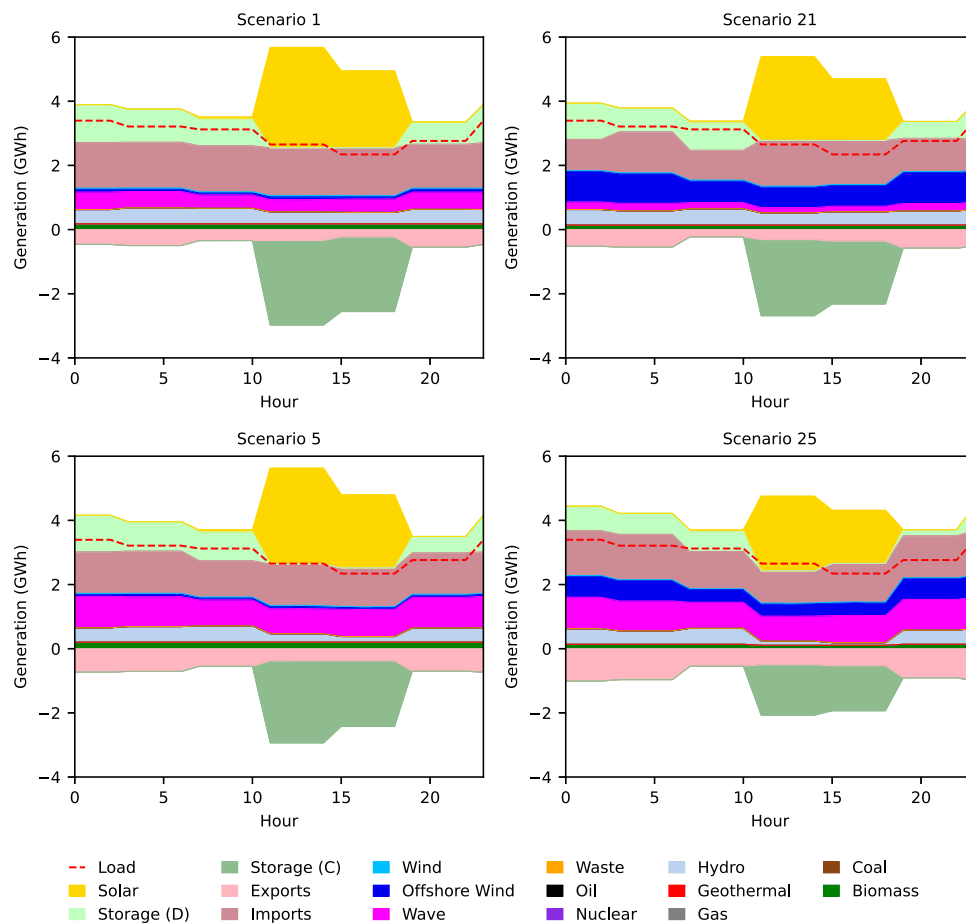 Scenario 1
Scenario 21
Generation (GWh)
6
4
2
0
−2
−4
0 5 10 15 20
Hour
Generation (GWh)
6
4
2
0
−2
−4
0 5 10 15 20
Hour
Scenario 5
Scenario 25
Generation (GWh)
6
4
2
0
−2
−4
0 5 10 15 20
Hour
Generation (GWh)
6
4
2
0
−2
−4
0 5 10 15 20
Hour
Load
Solar
Storage (D)
Storage (C)
Exports
Imports
Wind
Offshore Wind
Wave
Waste
Oil
Nuclear
Hydro
Geothermal
Gas
Coal
Biomass